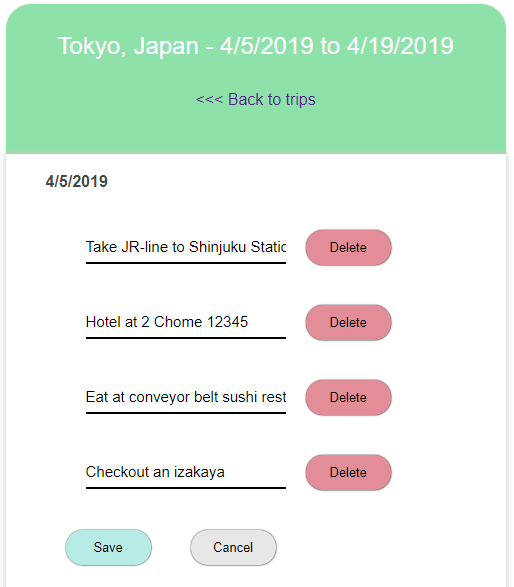 Tokyo, Japan - 4/5/2019 to 4/19/2019
<<< Back to trips
4/5/2019
Take JR-line to Shinjuku Static Delete
Hotel at 2 Chome 12345 Delete
Eat at conveyor belt sushi rest Delete
Checkout an izakaya Delete
Save Cancel